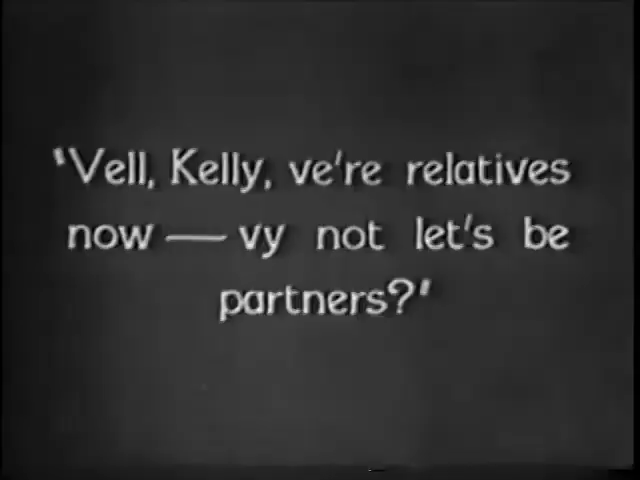 "Vell, Kelly, ve're relatives
now — vy not let's be
partners?"